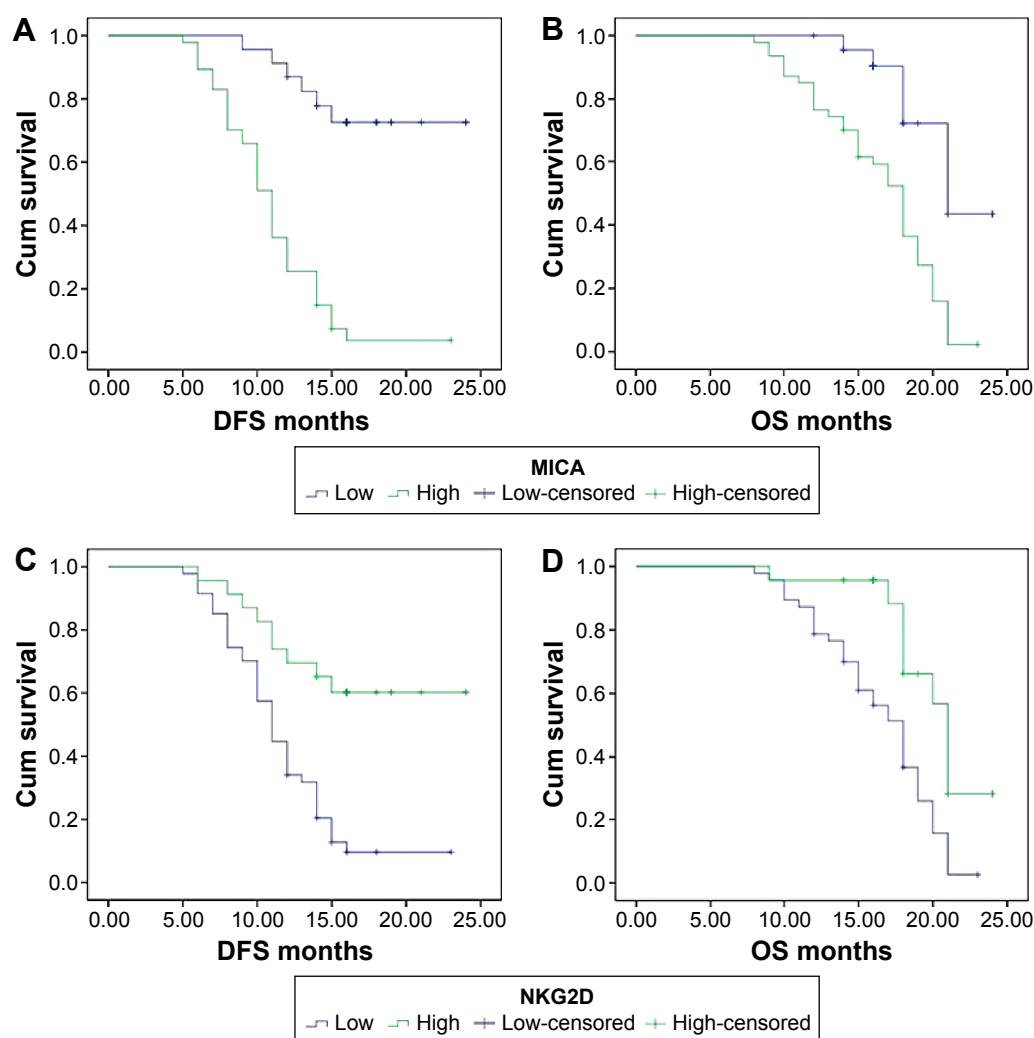 A
Cum survival
1.0
0.8
0.6
0.4
0.2
0.0
0.00 5.00 10.00 15.00 20.00 25.00
DFS months
B
Cum survival
1.0
0.8
0.6
0.4
0.2
0.0
0.00 5.00 10.00 15.00 20.00 25.00
OS months
MICA
Low High Low-censored High-censored
C
Cum survival
1.0
0.8
0.6
0.4
0.2
0.0
0.00 5.00 10.00 15.00 20.00 25.00
DFS months
D
Cum survival
1.0
0.8
0.6
0.4
0.2
0.0
0.00 5.00 10.00 15.00 20.00 25.00
OS months
NKG2D
Low High Low-censored High-censored